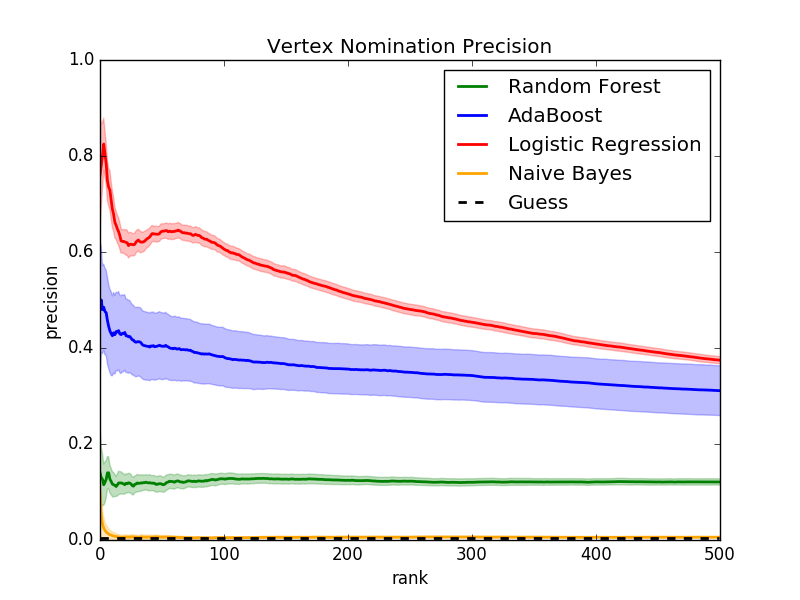 Vertex Nomination Precision
1.0
0.8
0.6
0.4
0.2
0.0
precision
Random Forest
AdaBoost
Logistic Regression
Naive Bayes
Guess
0 100 200 300 400 500
rank